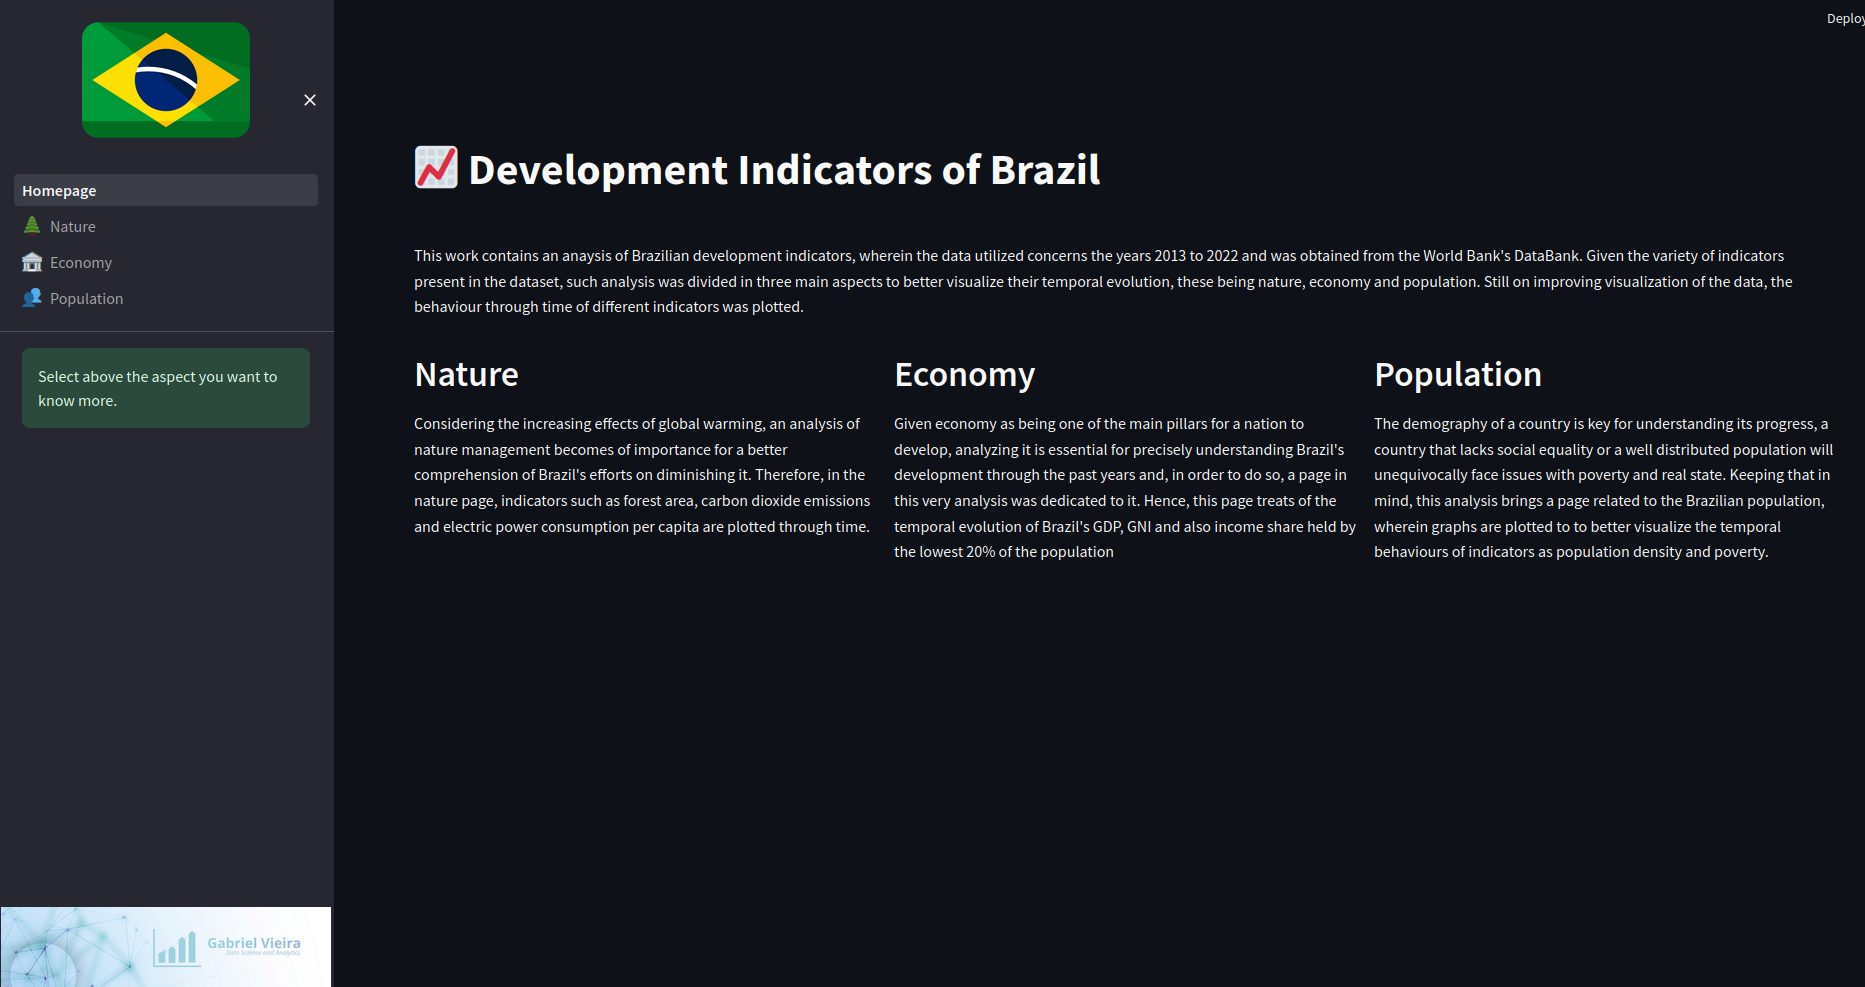 Deploy
Homepage
Nature
Economy
Population
Select above the aspect you want to
know more.
Gabriel Vieira
Data Science and Analytics
Development Indicators of Brazil
This work contains an anaysis of Brazilian development indicators, wherein the data utilized concerns the years 2013 to 2022 and was obtained from the World Bank's DataBank. Given the variety of indicators
present in the dataset, such analysis was divided in three main aspects to better visualize their temporal evolution, these being nature, economy and population. Still on improving visualization of the data, the
behaviour through time of different indicators was plotted.
Nature
Considering the increasing effects of global warming, an analysis of
nature management becomes of importance for a better
comprehension of Brazil's efforts on diminishing it. Therefore, in the
nature page, indicators such as forest area, carbon dioxide emissions
and electric power consumption per capita are plotted through time.
Economy
Given economy as being one of the main pillars for a nation to
develop, analyzing it is essential for precisely understanding Brazil's
development through the past years and, in order to do so, a page in
this very analysis was dedicated to it. Hence, this page treats of the
temporal evolution of Brazil's GDP, GNI and also income share held by
the lowest 20% of the population
Population
The demography of a country is key for understanding its progress, a
country that lacks social equality or a well distributed population will
unequivocally face issues with poverty and real state. Keeping that in
mind, this analysis brings a page related to the Brazilian population,
wherein graphs are plotted to to better visualize the temporal
behaviours of indicators as population density and poverty.